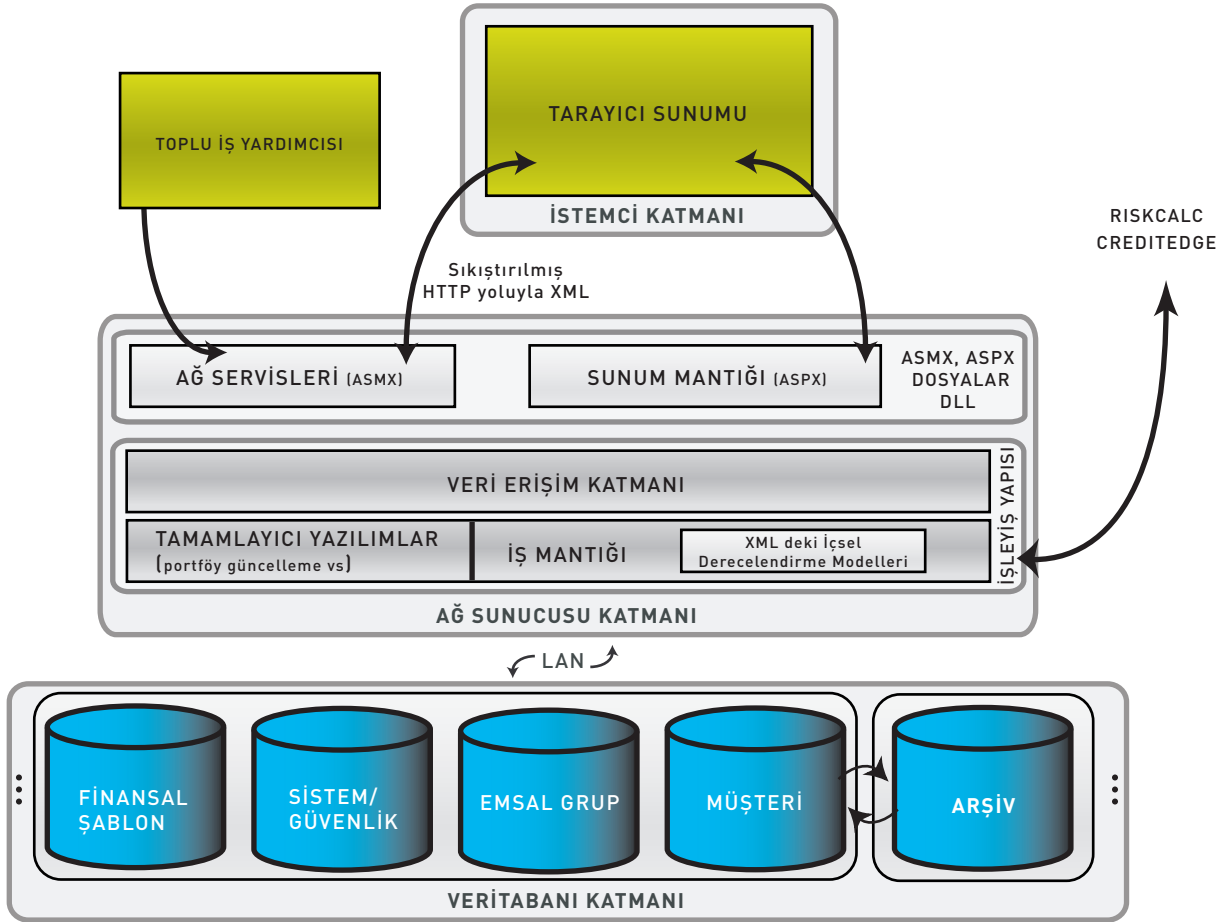 TOPLU İŞ YARDIMCISI
TARAYICI SUNUMU
İSTEMCİ KATMANI
RISKCALC
CREDITEDGE
Sıkıştırılmış
HTTP yoluyla XML
AĞ SERVİSLERİ (ASMX)
SUNUM MANTIĞI (ASPX)
ASMX, ASPX
DOSYALAR
DLL
VERİ ERİŞİM KATMANI
TAMAMLAYICI YAZILIMLAR
(portföy güncelleme vs)
İŞ MANTIĞI
XML deki İçsel
Derecelendirme Modelleri
İŞLEYİŞ YAPISI
AĞ SUNUCUSU KATMANI
LAN
FİNANSAL
ŞABLON
SİSTEM/
GÜVENLİK
EMSAL GRUP
MÜŞTERİ
ARŞİV
VERİTABANI KATMANI